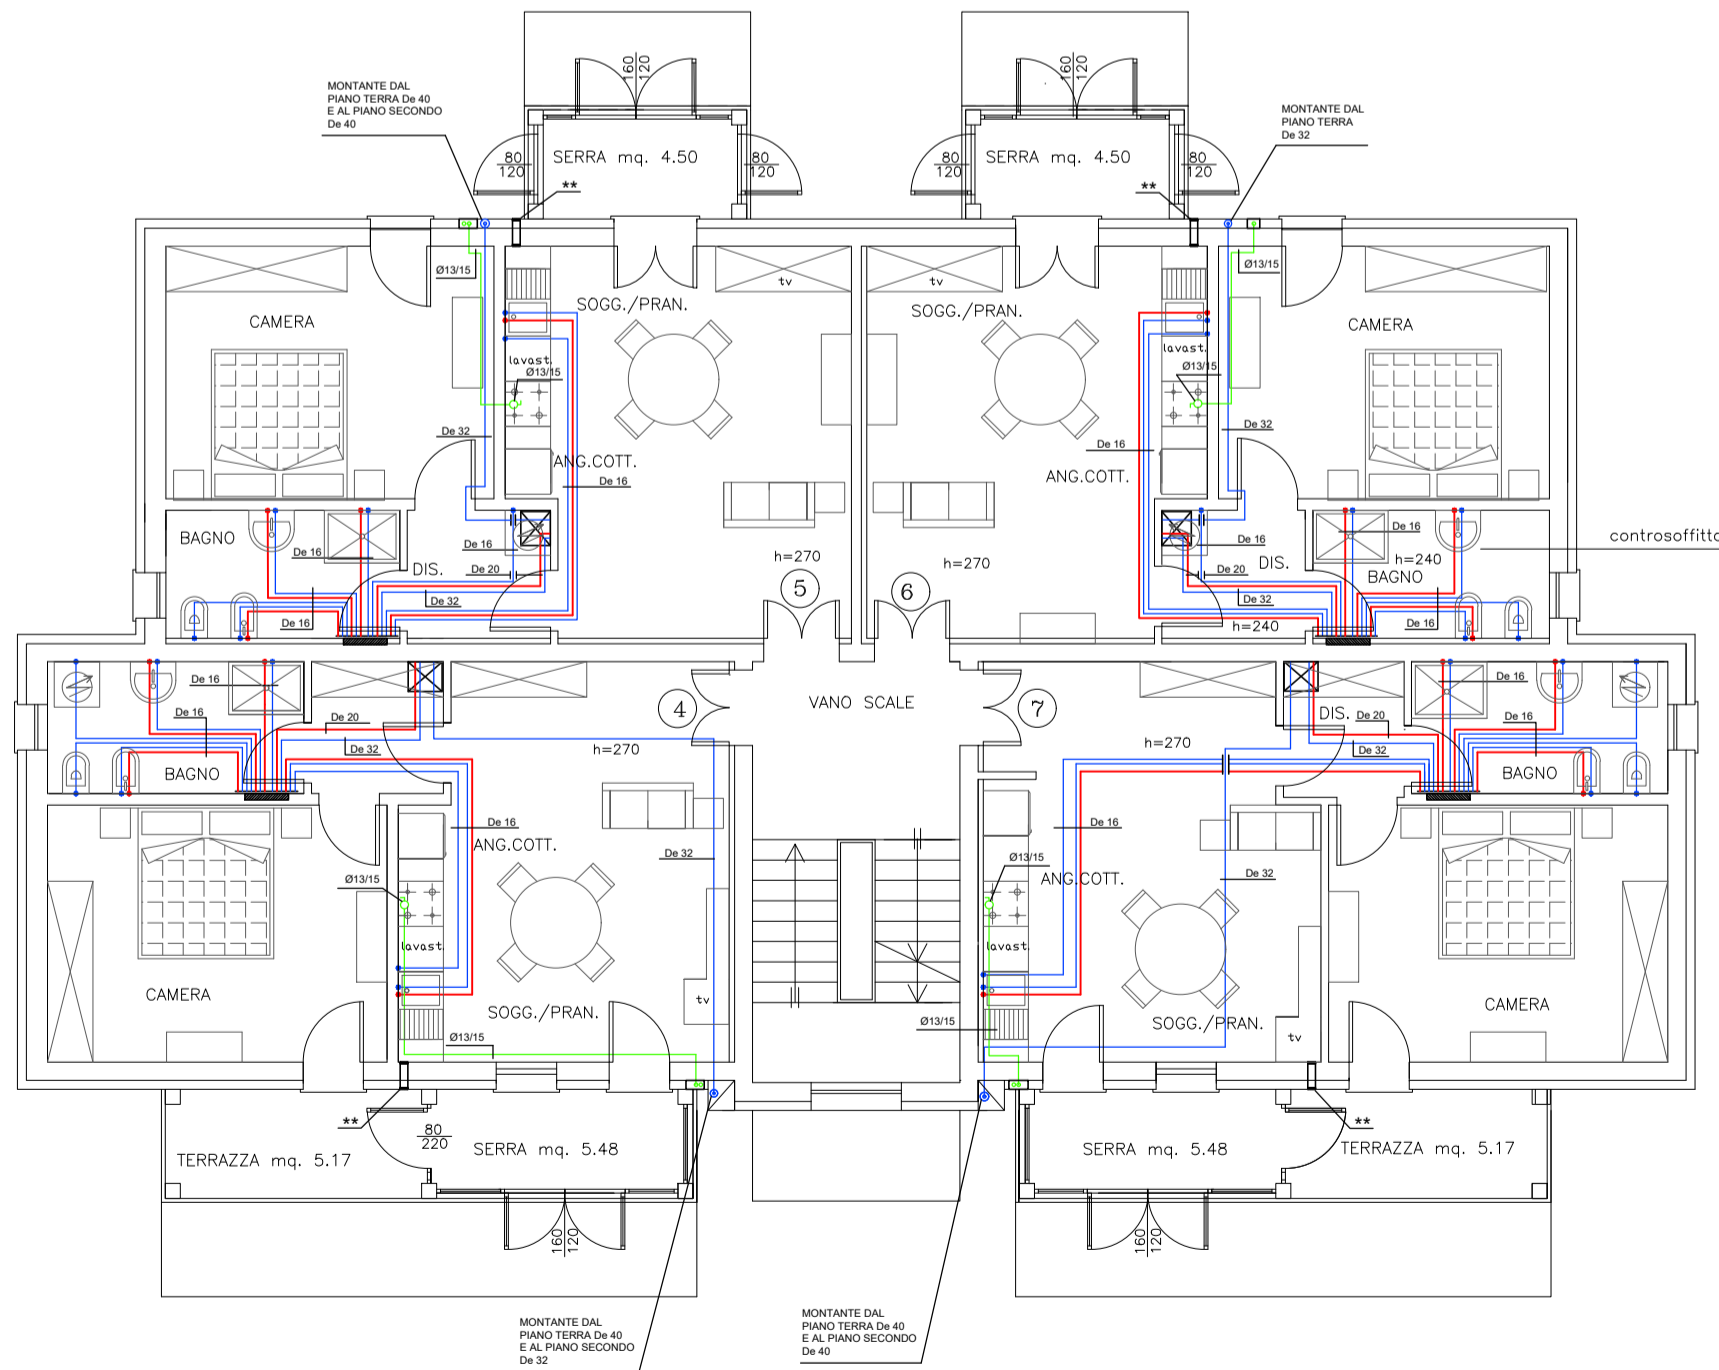 MONTANTE DAL
PIANO TERRA De 40
E AL PIANO SECONDO
De 40
160
120
160
120
MONTANTE DAL
PIANO TERRA
De 32
80
120
SERRA mq. 4.50
80
120
80
120
SERRA mq. 4.50
80
120
**
**
Ø13/15
tv
tv
Ø13/15
CAMERA
SOGG./PRAN.
SOGG./PRAN.
CAMERA
lavast.
lavast.
Ø13/15
Ø13/15
De 32
De 16
De 32
ANG.COTT.
ANG.COTT.
De 16
BAGNO
De 16
De 16
h=270
h=270
De 16
De 16
controsoffitto
h=240
DIS.
De 20
De 20
DIS.
BAGNO
De 16
De 32
5
6
De 32
De 16
De 16
h=240
De 16
De 16
De 16
De 20
4
VANO SCALE
7
DIS.
De 20
De 16
De 32
h=270
h=270
De 32
BAGNO
BAGNO
De 16
De 16
ANG.COTT.
De 32
Ø13/15
Ø13/15
ANG.COTT.
De 32
lavast.
lavast.
CAMERA
tv
SOGG./PRAN.
Ø13/15
Ø13/15
SOGG./PRAN.
tv
CAMERA
**
80
220
**
TERRAZZA mq. 5.17
SERRA mq. 5.48
SERRA mq. 5.48
TERRAZZA mq. 5.17
160
120
160
120
MONTANTE DAL
PIANO TERRA De 40
E AL PIANO SECONDO
De 32
MONTANTE DAL
PIANO TERRA De 40
E AL PIANO SECONDO
De 40